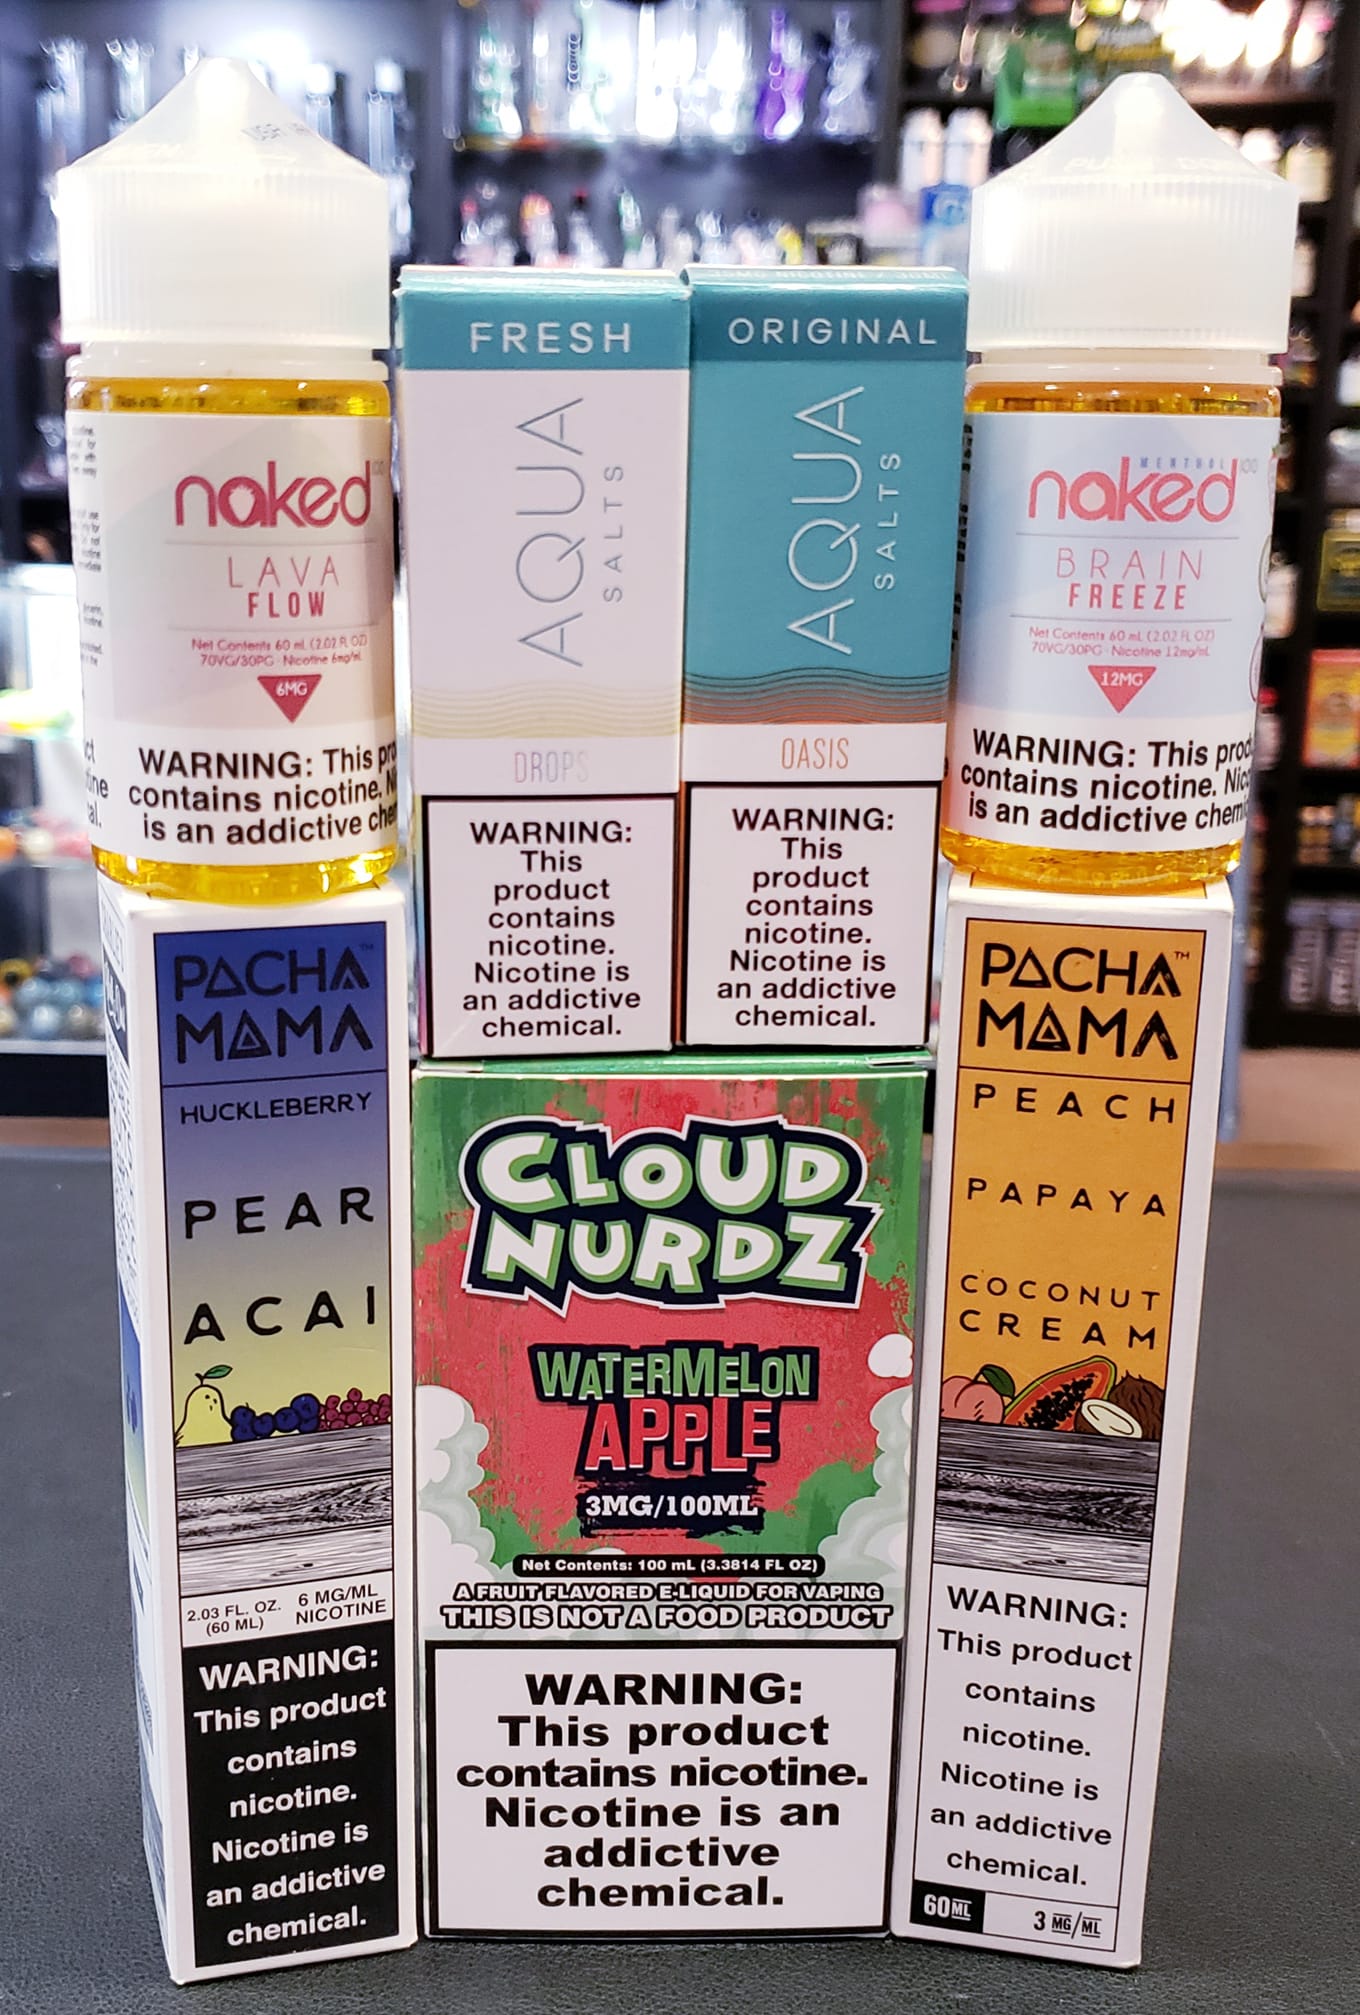 naked 100
LAVA
FLOW
Net Contents 60 mL (2.02 FL OZ)
70VG/30PG · Nicotine 6mg/mL
6MG
WARNING: This
contains nicotine.
is an addictive
FRESH
AQUA
SALTS
DROPS
WARNING:
This
product
contains
nicotine.
Nicotine is
an addictive
chemical.
35MG NICOTINE / 30ML
ORIGINAL
AQUA
SALTS
OASIS
WARNING:
This
product
contains
nicotine.
Nicotine is
an addictive
chemical.
MENTHOL
naked 100
BRAIN
FREEZE
Net Contents 60 mL (2.02 FL OZ)
70VG/30PG · Nicotine 12mg/mL
12MG
WARNING: This
contains nicotine.
is an addictive
PACHA™
MAMA
HUCKLEBERRY
PEAR
ACAI
2.03 FL. OZ.
(60 ML)
6 MG/ML
NICOTINE
WARNING:
This product
contains
nicotine.
Nicotine is
an addictive
chemical.
CLOUD
NURDZ
WATERMELON
APPLE
3MG/100ML
Net Contents: 100 mL (3.3814 FL OZ)
A FRUIT FLAVORED E-LIQUID FOR VAPING
THIS IS NOT A FOOD PRODUCT
WARNING:
This product
contains nicotine.
Nicotine is an
addictive
chemical.
PACHA™
MAMA
PEACH
PAPAYA
COCONUT
CREAM
WARNING:
This product
contains
nicotine.
Nicotine is
an addictive
chemical.
60ML
3 MG/ML